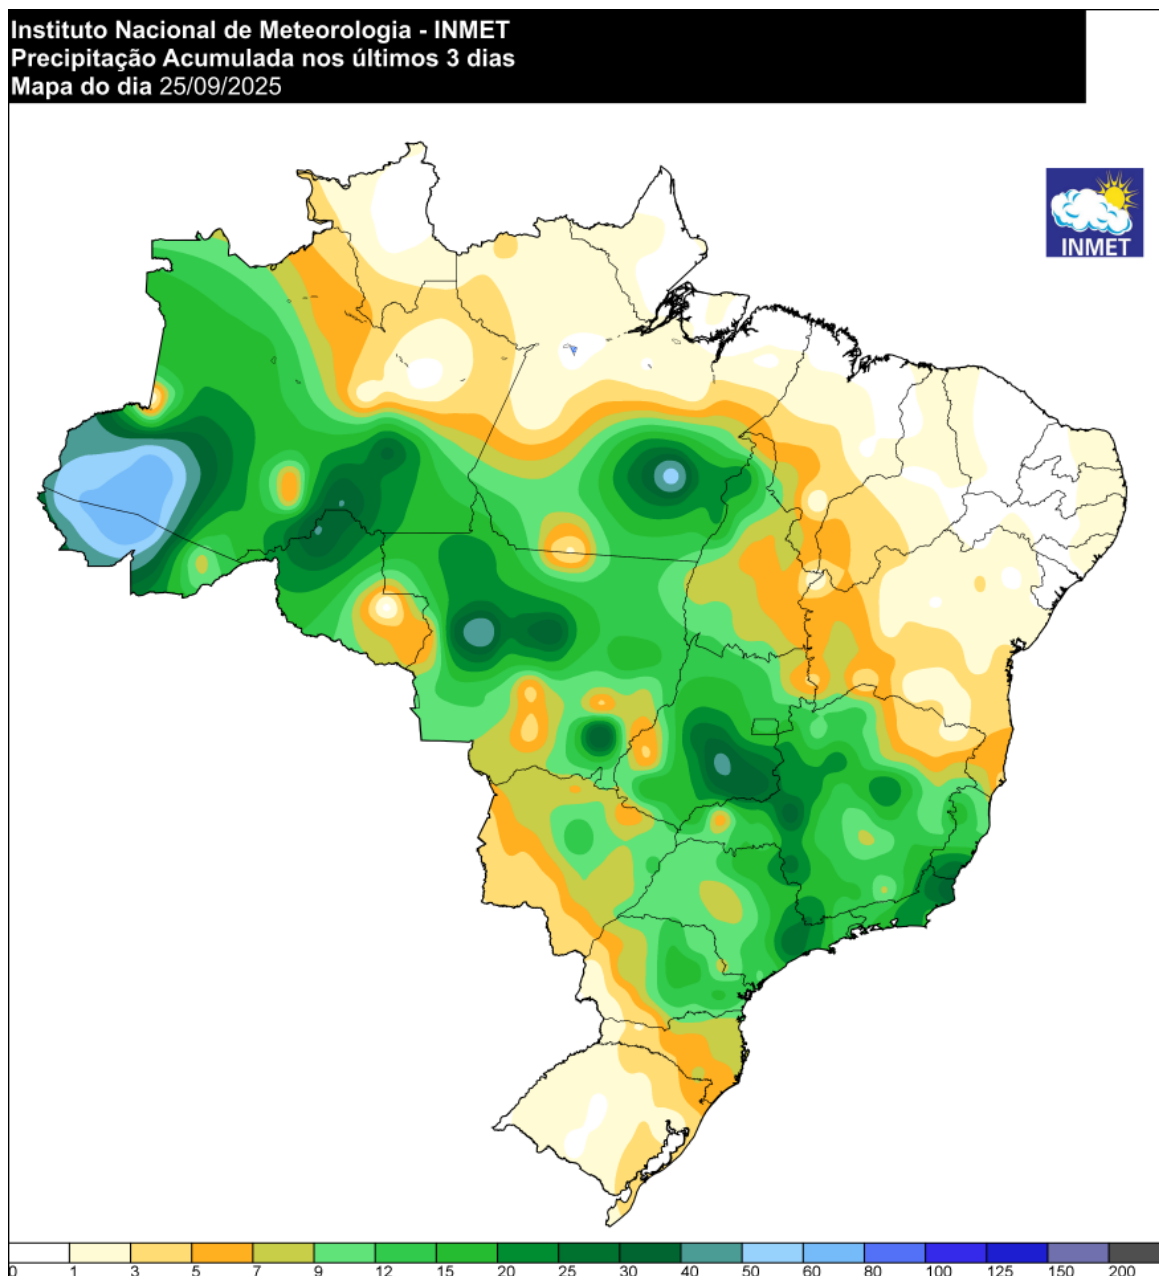 Instituto Nacional de Meteorologia - INMET
Precipitação Acumulada nos últimos 3 dias
Mapa do dia 25/09/2025
INMET
0 1 3 5 7 9 12 15 20 25 30 40 50 60 80 100 125 150 200